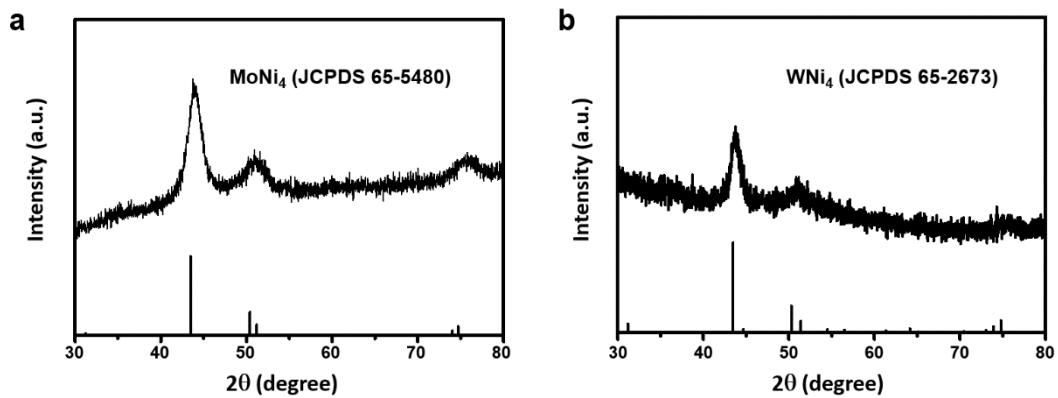 a
MoNi₄ (JCPDS 65-5480)
Intensity (a.u.)
30 40 50 60 70 80
2θ (degree)
b
WNi₄ (JCPDS 65-2673)
Intensity (a.u.)
30 40 50 60 70 80
2θ (degree)